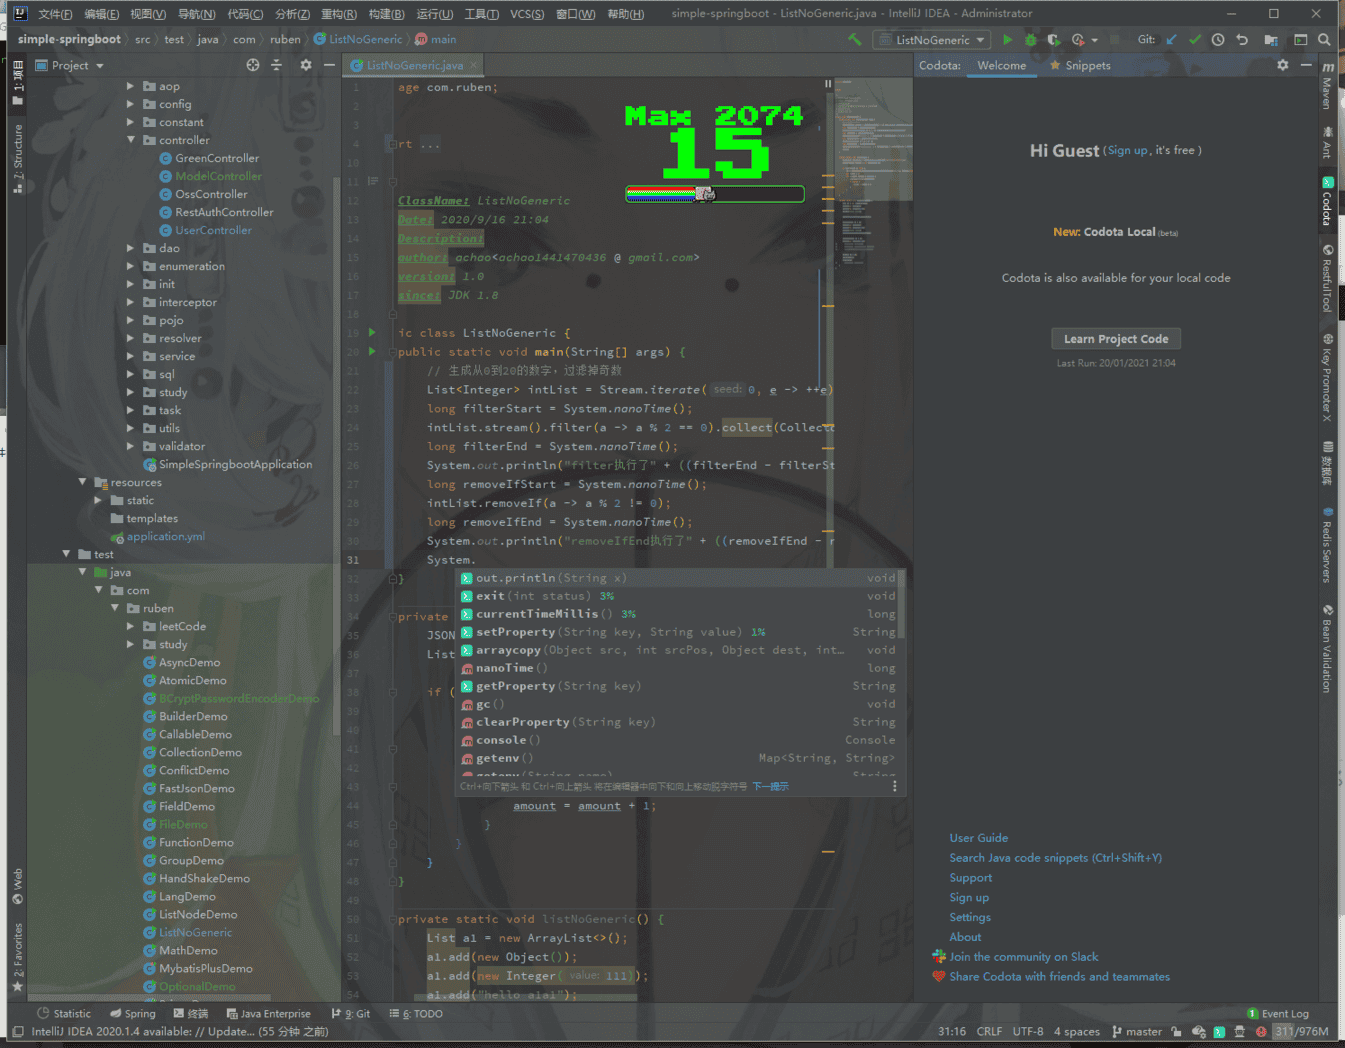 文件(F) 编辑(E) 视图(V) 导航(N) 代码(C) 分析(Z) 重构(R) 构建(B) 运行(U) 工具(T) VCS(S) 窗口(W) 帮助(H) simple-springboot - ListNoGeneric.java - IntelliJ IDEA - Administrator
simple-springboot src test java com ruben ListNoGeneric main ListNoGeneric Git:
1: 项目
7: Structure
Web
2: Favorites
Project
aop
config
constant
controller
GreenController
ModelController
OssController
RestAuthController
UserController
dao
enumeration
init
interceptor
pojo
resolver
service
sql
study
task
utils
validator
SimpleSpringbootApplication
resources
static
templates
application.yml
test
java
com
ruben
leetCode
study
AsyncDemo
AtomicDemo
BCryptPasswordEncoderDemo
BuilderDemo
CallableDemo
CollectionDemo
ConflictDemo
FastJsonDemo
FieldDemo
FileDemo
FunctionDemo
GroupDemo
HandShakeDemo
LangDemo
ListNodeDemo
ListNoGeneric
MathDemo
MybatisPlusDemo
OptionalDemo
ListNoGeneric.java
Max 2074
15
1 age com.ruben;
2
3
4 rt ...
10
11
12 ClassName: ListNoGeneric
13 Date: 2020/9/16 21:04
14 Description:
15 author: achao<achao1441470436 @ gmail.com>
16 version: 1.0
17 since: JDK 1.8
18
19 ic class ListNoGeneric {
20 public static void main(String[] args) {
21 // 生成从0到20的数字，过滤掉奇数
22 List<Integer> intList = Stream.iterate( seed: 0, e -> ++e)
23 long filterStart = System.nanoTime();
24 intList.stream().filter(a -> a % 2 == 0).collect(Collecto
25 long filterEnd = System.nanoTime();
26 System.out.println("filter执行了" + ((filterEnd - filterSt
27 long removeIfStart = System.nanoTime();
28 intList.removeIf(a -> a % 2 != 0);
29 long removeIfEnd = System.nanoTime();
30 System.out.println("removeIfEnd执行了" + ((removeIfEnd - r
31 System.
32 }
33
34 private
35 JSON
36 List
37
38 if (
41
42
43
44 amount = amount + 1;
45 }
46 }
47 }
48 }
49
50 private static void listNoGeneric() {
51 List a1 = new ArrayList<>();
52 a1.add(new Object());
53 a1.add(new Integer( value: 111));
54 a1.add("hello a1a1");
out.println(String x) void
exit(int status) 3% void
currentTimeMillis() 3% long
setProperty(String key, String value) 1% String
arraycopy(Object src, int srcPos, Object dest, int… void
nanoTime() long
getProperty(String key) String
gc() void
clearProperty(String key) String
console() Console
getenv() Map<String, String>
getenv(String name) String
Ctrl+向下箭头 和 Ctrl+向上箭头 将在编辑器中向下和向上移动脱字符号 下一提示
Codota: Welcome Snippets
Hi Guest (Sign up, it's free )
New: Codota Local (beta)
Codota is also available for your local code
Learn Project Code
Last Run: 20/01/2021 21:04
User Guide
Search Java code snippets (Ctrl+Shift+Y)
Support
Sign up
Settings
About
Join the community on Slack
Share Codota with friends and teammates
Maven
Ant
Codota
RestfulTool
Key Promoter X
数据库
Redis Servers
Bean Validation
Statistic Spring 终端 Java Enterprise 9: Git 6: TODO 1 Event Log
IntelliJ IDEA 2020.1.4 available: // Update... (55 分钟 之前) 31:16 CRLF UTF-8 4 spaces master 311/976M